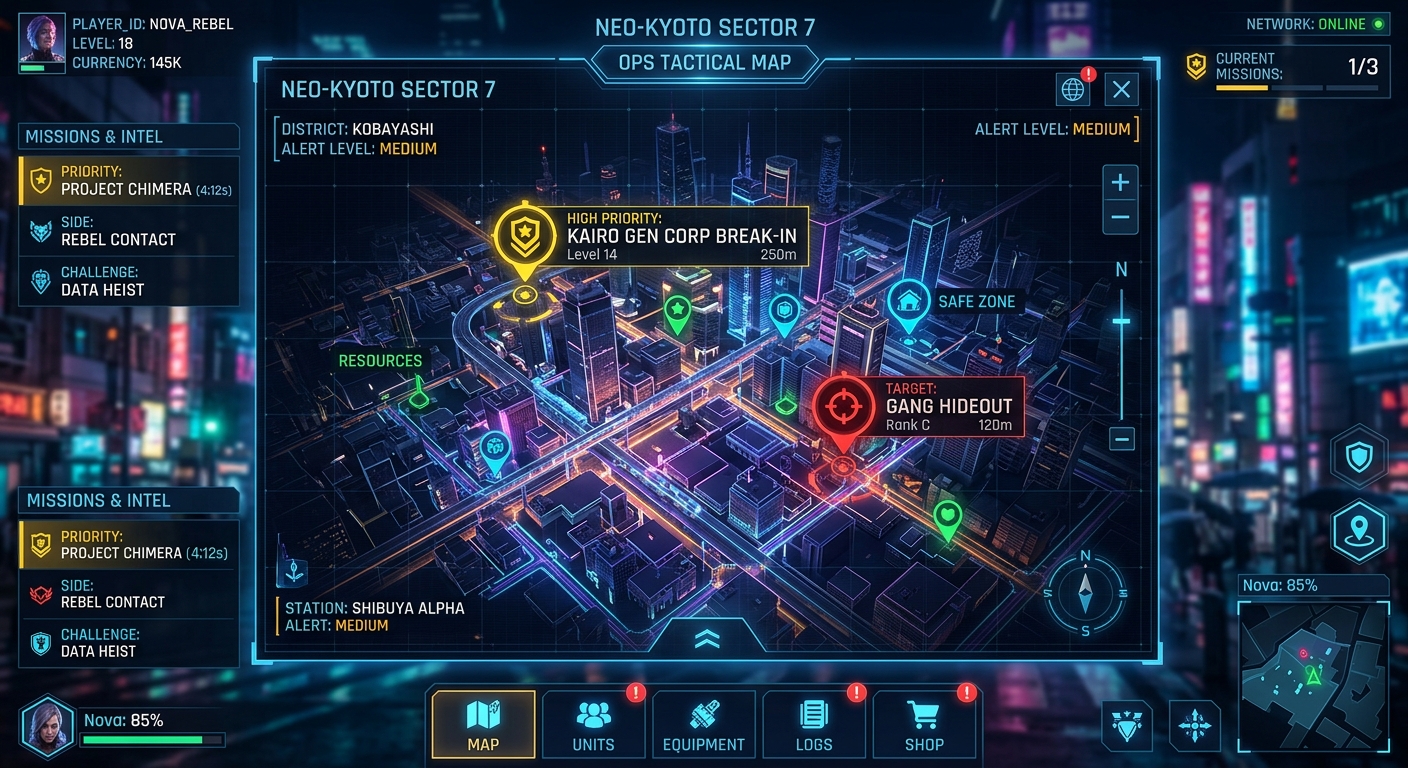 PLAYER_ID: NOVA_REBEL
LEVEL: 18
CURRENCY: 145K
NEO-KYOTO SECTOR 7
OPS TACTICAL MAP
NETWORK: ONLINE
CURRENT
MISSIONS:
1/3
MISSIONS & INTEL
PRIORITY:
PROJECT CHIMERA (4:12s)
SIDE:
REBEL CONTACT
CHALLENGE:
DATA HEIST
NEO-KYOTO SECTOR 7
!
DISTRICT: KOBAYASHI
ALERT LEVEL: MEDIUM
ALERT LEVEL: MEDIUM
+
−
N
HIGH PRIORITY:
KAIRO GEN CORP BREAK-IN
Level 14 250m
SAFE ZONE
RESOURCES
TARGET:
GANG HIDEOUT
Rank C 120m
−
STATION: SHIBUYA ALPHA
ALERT: MEDIUM
N
S
S
MISSIONS & INTEL
PRIORITY:
PROJECT CHIMERA (4:12s)
SIDE:
REBEL CONTACT
CHALLENGE:
DATA HEIST
Nova: 85%
Nova: 85%
MAP
!
UNITS
EQUIPMENT
!
LOGS
!
SHOP